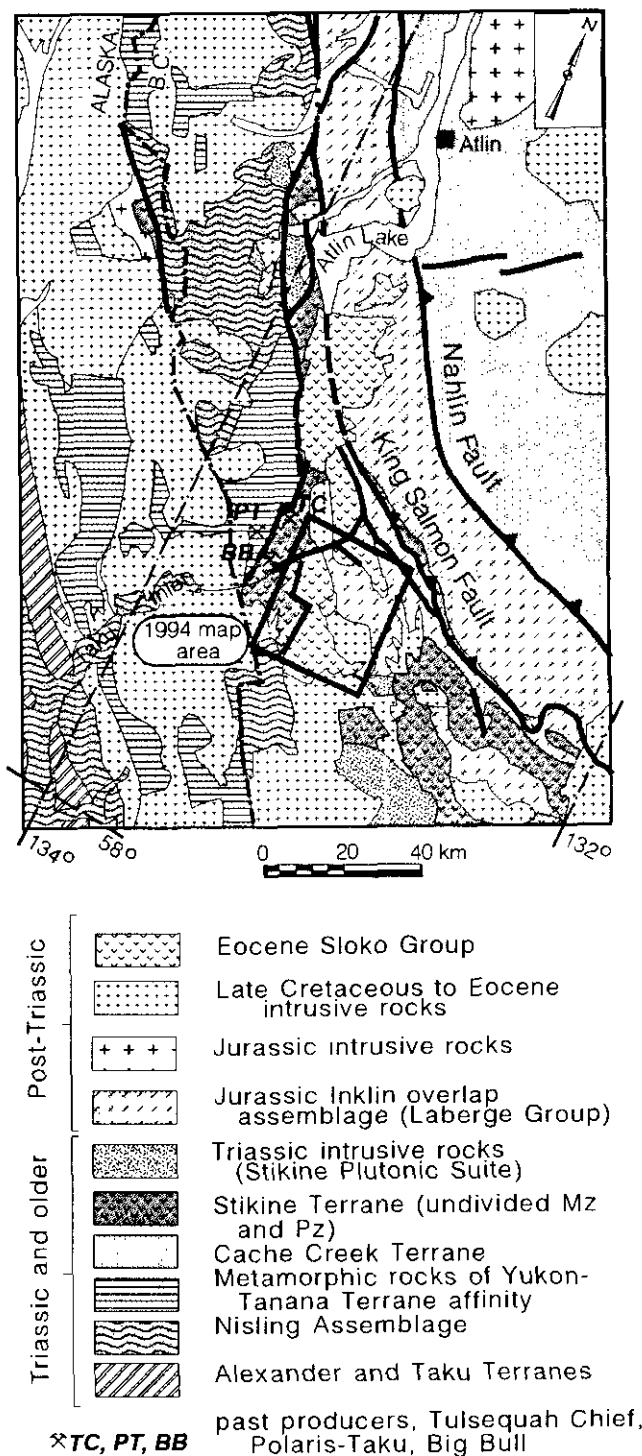 ALASKA
B.C.
N
Atlin
Atlin Lake
Nahlin Fault
King Salmon Fault
PT
TC
BB
Inlet
1994 map
area
134o
58o
132o
0 20 40 km
Post-Triassic
Eocene Sloko Group
Late Cretaceous to Eocene
intrusive rocks
Jurassic intrusive rocks
Jurassic Inklin overlap
assemblage (Laberge Group)
Triassic and older
Triassic intrusive rocks
(Stikine Plutonic Suite)
Stikine Terrane (undivided Mz
and Pz)
Cache Creek Terrane
Metamorphic rocks of Yukon-
Tanana Terrane affinity
Nisling Assemblage
Alexander and Taku Terranes
TC, PT, BB
past producers, Tulsequah Chief,
Polaris-Taku, Big Bull